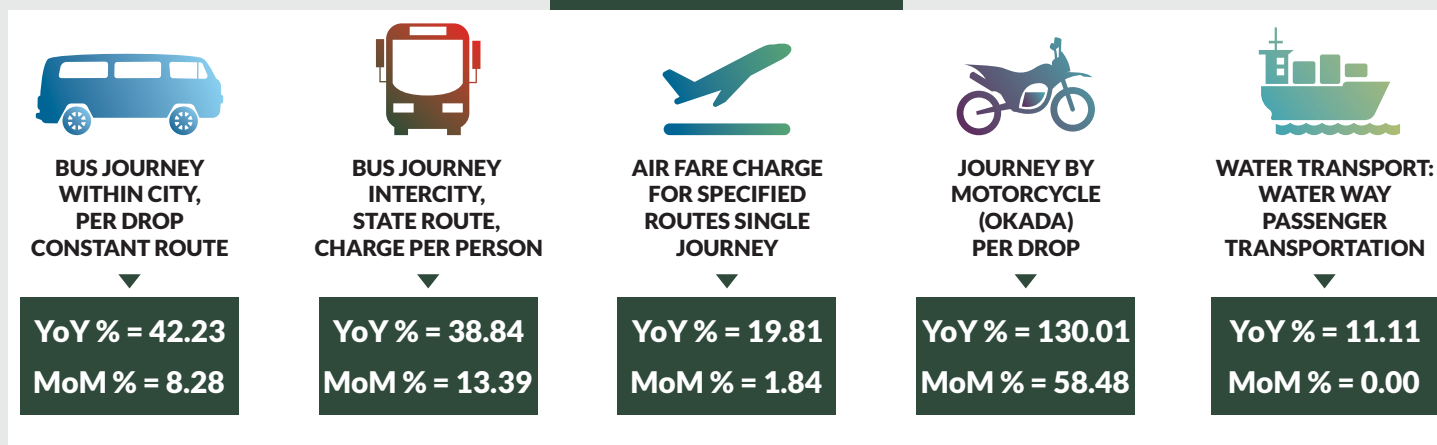 BUS JOURNEY
WITHIN CITY,
PER DROP
CONSTANT ROUTE
YoY % = 42.23
MoM % = 8.28
BUS JOURNEY
INTERCITY,
STATE ROUTE,
CHARGE PER PERSON
YoY % = 38.84
MoM % = 13.39
AIR FARE CHARGE
FOR SPECIFIED
ROUTES SINGLE
JOURNEY
YoY % = 19.81
MoM % = 1.84
JOURNEY BY
MOTORCYCLE
(OKADA)
PER DROP
YoY % = 130.01
MoM % = 58.48
WATER TRANSPORT:
WATER WAY
PASSENGER
TRANSPORTATION
YoY % = 11.11
MoM % = 0.00